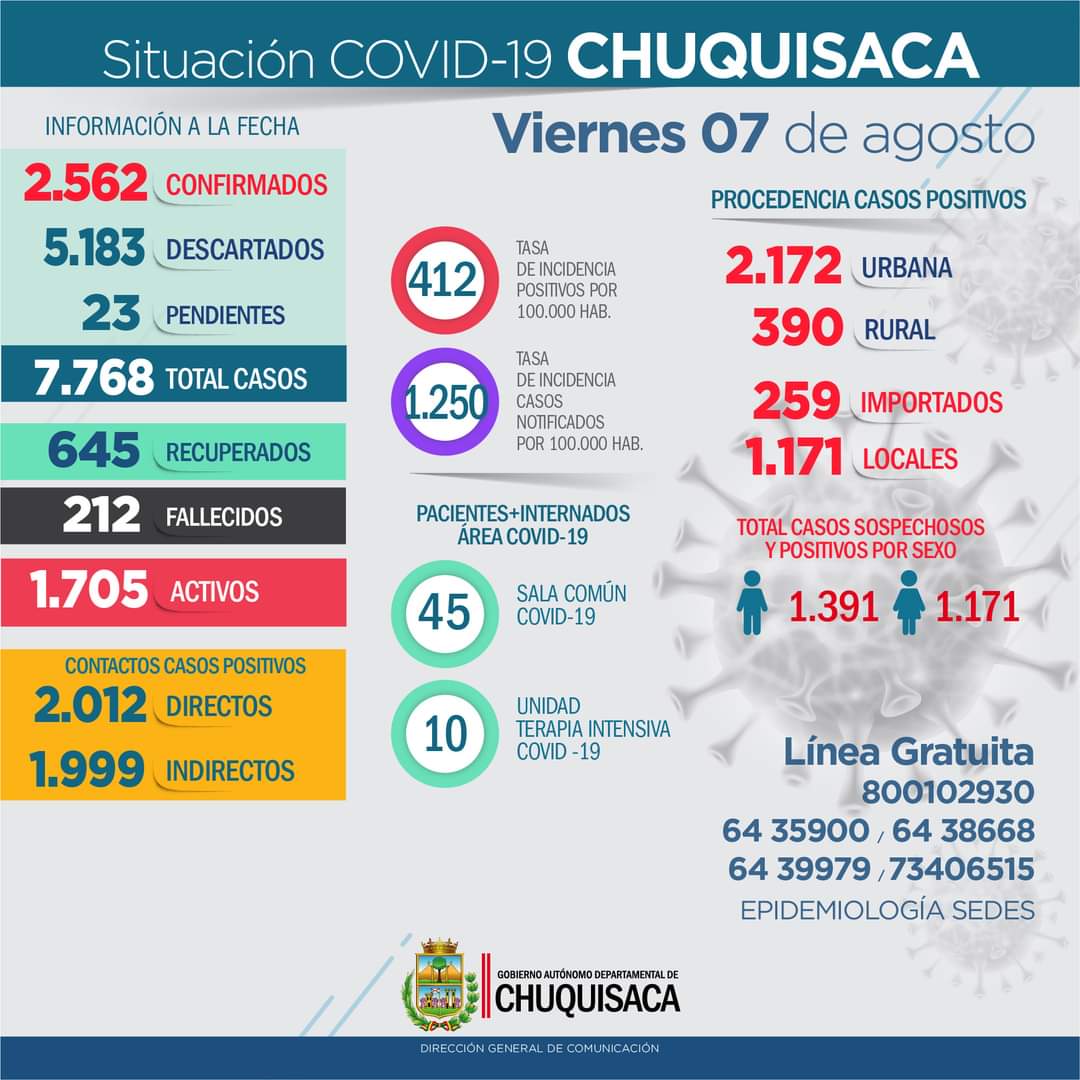 Situación COVID-19 CHUQUISACA
INFORMACIÓN A LA FECHA
2.562 CONFIRMADOS
5.183 DESCARTADOS
23 PENDIENTES
7.768 TOTAL CASOS
645 RECUPERADOS
212 FALLECIDOS
1.705 ACTIVOS
CONTACTOS CASOS POSITIVOS
2.012 DIRECTOS
1.999 INDIRECTOS
Viernes 07 de agosto
412
TASA
DE INCIDENCIA
POSITIVOS POR
100.000 HAB.
1.250
TASA
DE INCIDENCIA
CASOS
NOTIFICADOS
POR 100.000 HAB.
PACIENTES+INTERNADOS
ÁREA COVID-19
45
SALA COMÚN
COVID-19
10
UNIDAD
TERAPIA INTENSIVA
COVID -19
PROCEDENCIA CASOS POSITIVOS
2.172 URBANA
390 RURAL
259 IMPORTADOS
1.171 LOCALES
TOTAL CASOS SOSPECHOSOS
Y POSITIVOS POR SEXO
1.391 1.171
Línea Gratuita
800102930
64 35900 / 64 38668
64 39979 / 73406515
EPIDEMIOLOGÍA SEDES
GOBIERNO AUTÓNOMO DEPARTAMENTAL DE
CHUQUISACA
DIRECCIÓN GENERAL DE COMUNICACIÓN